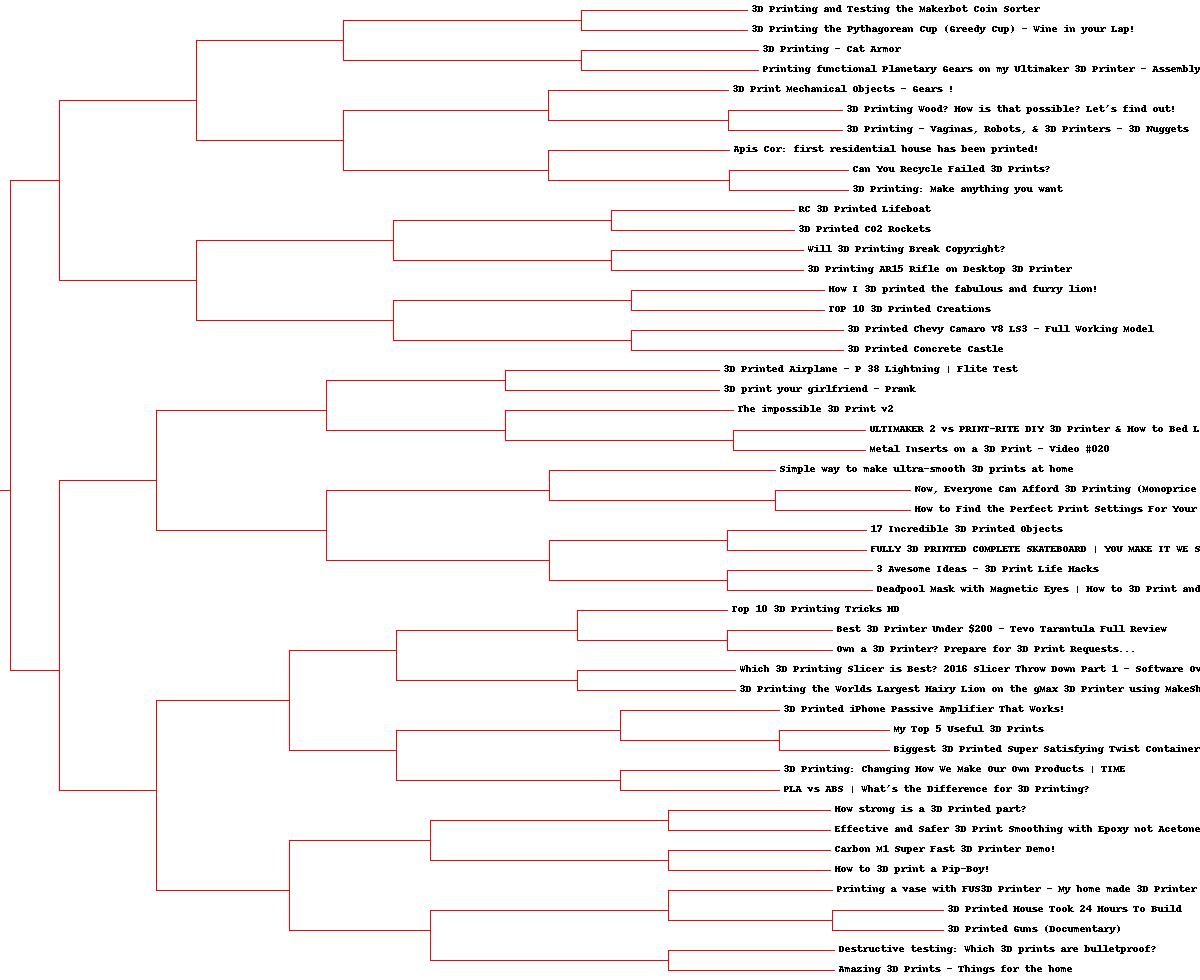 3D Printing and Testing the Makerbot Coin Sorter
3D Printing the Pythagorean Cup (Greedy Cup) - Wine in your Lap!
3D Printing - Cat Armor
Printing functional Planetary Gears on my Ultimaker 3D Printer - Assembly
3D Print Mechanical Objects - Gears !
3D Printing Wood? How is that possible? Let's find out!
3D Printing - Vaginas, Robots, & 3D Printers - 3D Nuggets
Apis Cor: first residential house has been printed!
Can You Recycle Failed 3D Prints?
3D Printing: Make anything you want
RC 3D Printed Lifeboat
3D Printed CO2 Rockets
Will 3D Printing Break Copyright?
3D Printing AR15 Rifle on Desktop 3D Printer
How I 3D printed the fabulous and furry lion!
TOP 10 3D Printed Creations
3D Printed Chevy Camaro V8 LS3 - Full Working Model
3D Printed Concrete Castle
3D Printed Airplane - P 38 Lightning | Flite Test
3D print your girlfriend - Prank
The impossible 3D Print v2
ULTIMAKER 2 vs PRINT-RITE DIY 3D Printer & How to Bed L
Metal Inserts on a 3D Print - Video #020
Simple way to make ultra-smooth 3D prints at home
Now, Everyone Can Afford 3D Printing (Monoprice
How to Find the Perfect Print Settings For Your
17 Incredible 3D Printed Objects
FULLY 3D PRINTED COMPLETE SKATEBOARD | YOU MAKE IT WE S
3 Awesome Ideas - 3D Print Life Hacks
Deadpool Mask with Magnetic Eyes | How to 3D Print and
Top 10 3D Printing Tricks HD
Best 3D Printer Under $200 - Tevo Tarantula Full Review
Own a 3D Printer? Prepare for 3D Print Requests...
Which 3D Printing Slicer is Best? 2016 Slicer Throw Down Part 1 - Software Ov
3D Printing the Worlds Largest Hairy Lion on the gMax 3D Printer using MakeSh
3D Printed iPhone Passive Amplifier That Works!
My Top 5 Useful 3D Prints
Biggest 3D Printed Super Satisfying Twist Container
3D Printing: Changing How We Make Our Own Products | TIME
PLA vs ABS | What's the Difference for 3D Printing?
How strong is a 3D Printed part?
Effective and Safer 3D Print Smoothing with Epoxy not Acetone
Carbon M1 Super Fast 3D Printer Demo!
How to 3D print a Pip-Boy!
Printing a vase with FUS3D Printer - My home made 3D Printer
3D Printed House Took 24 Hours To Build
3D Printed Guns (Documentary)
Destructive testing: Which 3D prints are bulletproof?
Amazing 3D Prints - Things for the home